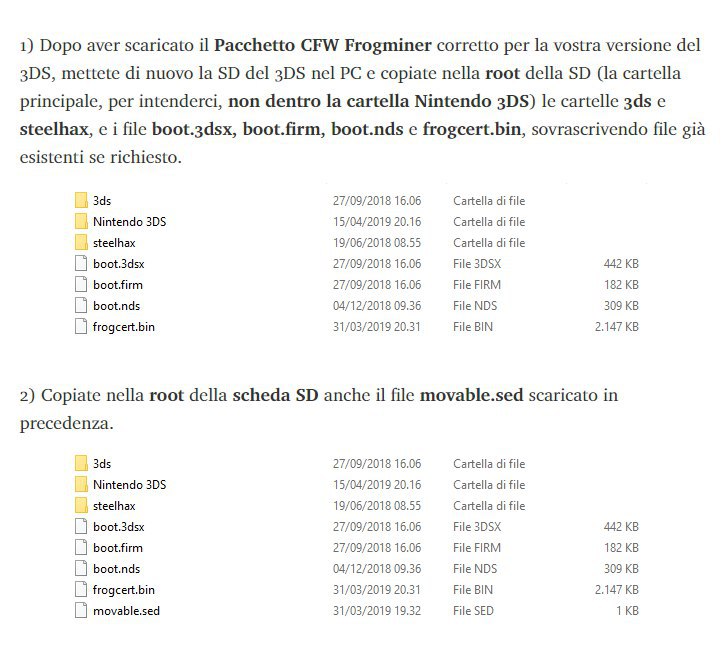 1) Dopo aver scaricato il Pacchetto CFW Frogminer corretto per la vostra versione del
3DS, mettete di nuovo la SD del 3DS nel PC e copiate nella root della SD (la cartella
principale, per intenderci, non dentro la cartella Nintendo 3DS) le cartelle 3ds e
steelhax, e i file boot.3dsx, boot.firm, boot.nds e frogcert.bin, sovrascrivendo file già
esistenti se richiesto.
3ds 27/09/2018 16.06 Cartella di file
Nintendo 3DS 15/04/2019 20.16 Cartella di file
steelhax 19/06/2018 08.55 Cartella di file
boot.3dsx 27/09/2018 16.06 File 3DSX 442 KB
boot.firm 27/09/2018 16.06 File FIRM 182 KB
boot.nds 04/12/2018 09.36 File NDS 309 KB
frogcert.bin 31/03/2019 20.31 File BIN 2.147 KB
2) Copiate nella root della scheda SD anche il file movable.sed scaricato in
precedenza.
3ds 27/09/2018 16.06 Cartella di file
Nintendo 3DS 15/04/2019 20.16 Cartella di file
steelhax 19/06/2018 08.55 Cartella di file
boot.3dsx 27/09/2018 16.06 File 3DSX 442 KB
boot.firm 27/09/2018 16.06 File FIRM 182 KB
boot.nds 04/12/2018 09.36 File NDS 309 KB
frogcert.bin 31/03/2019 20.31 File BIN 2.147 KB
movable.sed 31/03/2019 19.32 File SED 1 KB